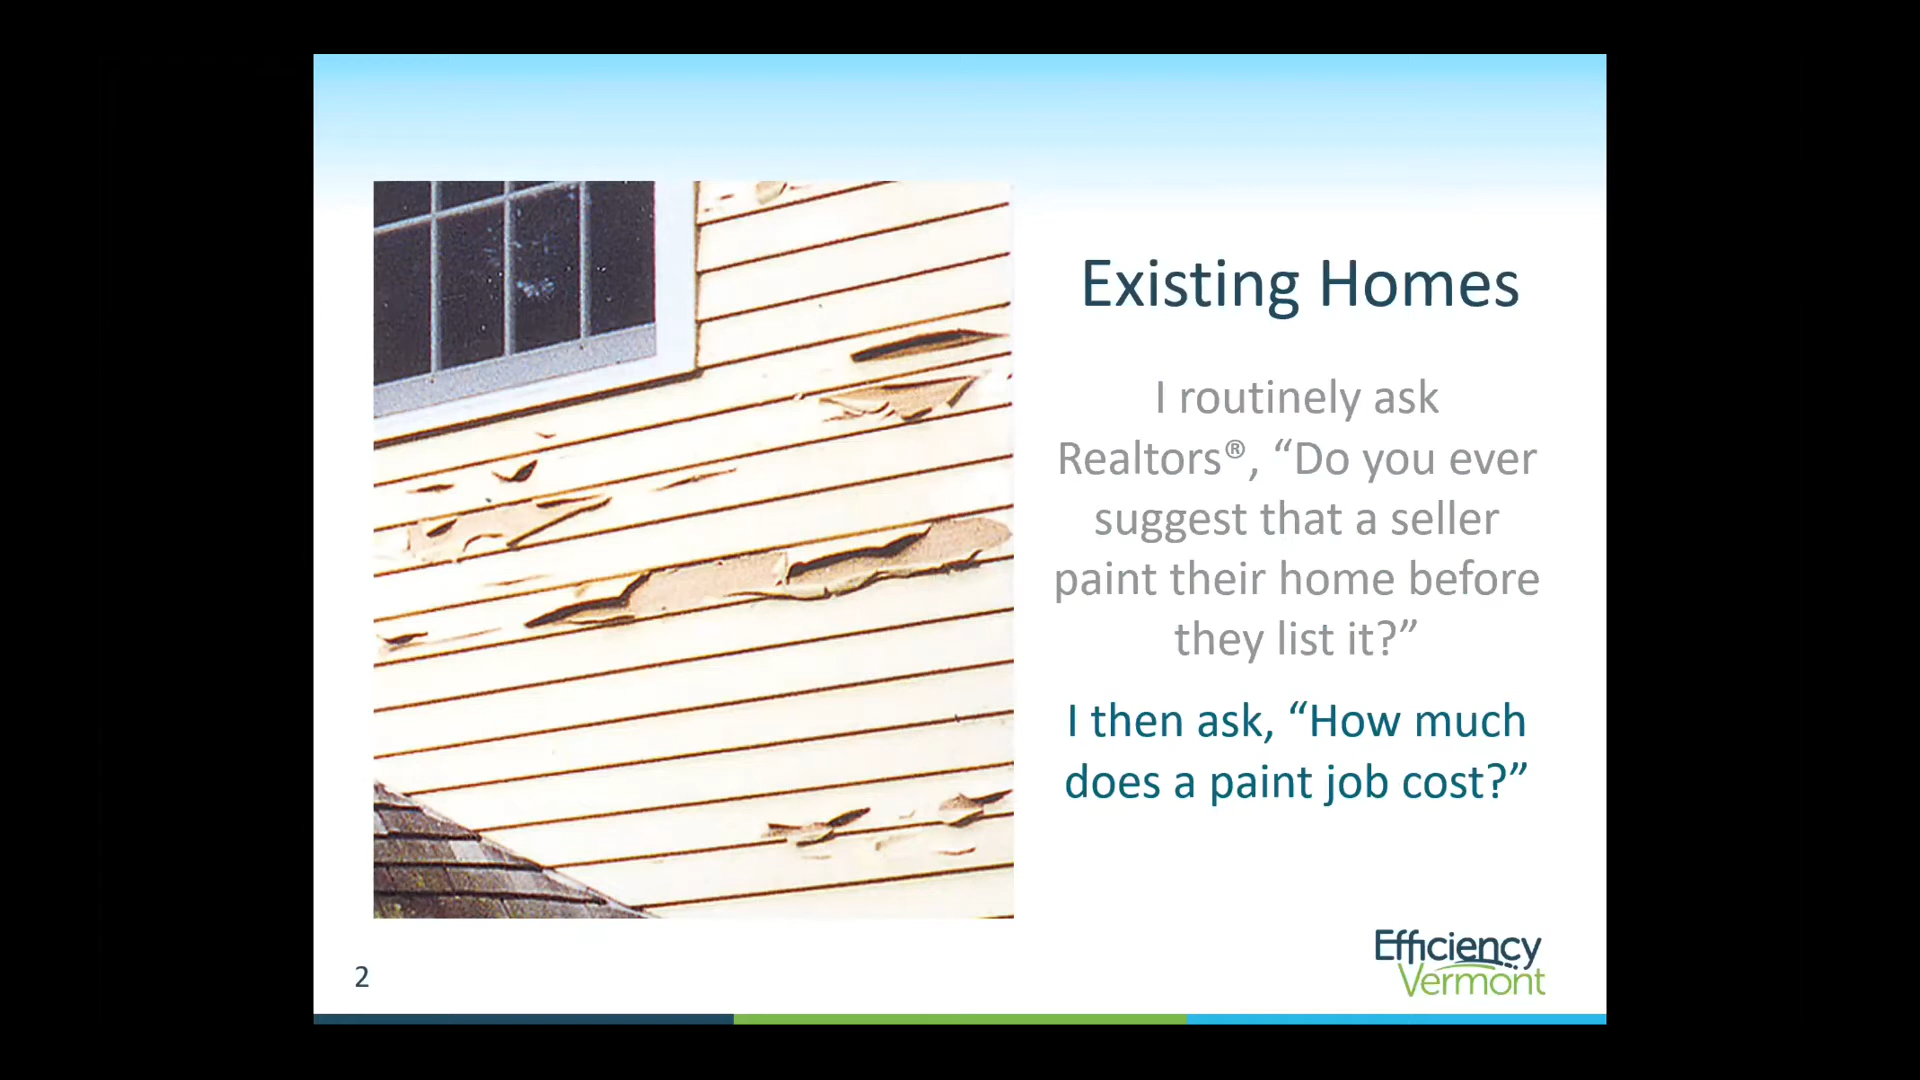 Existing Homes
I routinely ask
Realtors®, “Do you ever
suggest that a seller
paint their home before
they list it?”
I then ask, “How much
does a paint job cost?”
2
Efficiency
Vermont